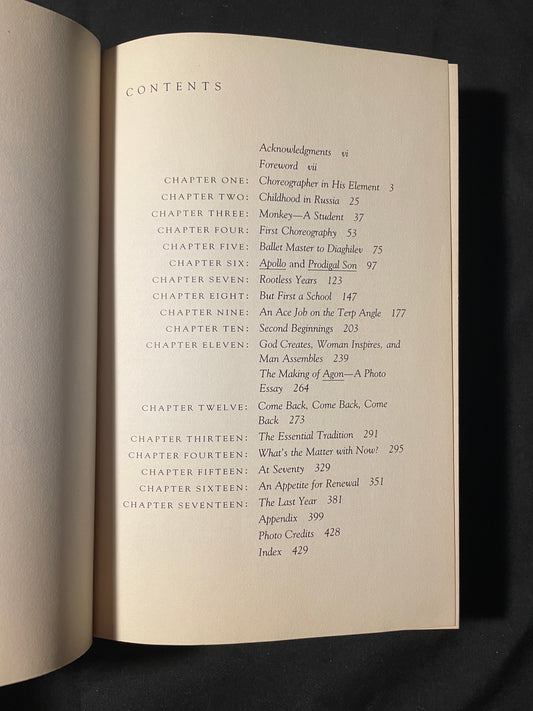 CONTENTS
Acknowledgments vi
Foreword vii
CHAPTER ONE: Choreographer in His Element 3
CHAPTER TWO: Childhood in Russia 25
CHAPTER THREE: Monkey—A Student 37
CHAPTER FOUR: First Choreography 53
CHAPTER FIVE: Ballet Master to Diaghilev 75
CHAPTER SIX: Apollo and Prodigal Son 97
CHAPTER SEVEN: Rootless Years 123
CHAPTER EIGHT: But First a School 147
CHAPTER NINE: An Ace Job on the Terp Angle 177
CHAPTER TEN: Second Beginnings 203
CHAPTER ELEVEN: God Creates, Woman Inspires, and
Man Assembles 239
The Making of Agon—A Photo
Essay 264
CHAPTER TWELVE: Come Back, Come Back, Come
Back 273
CHAPTER THIRTEEN: The Essential Tradition 291
CHAPTER FOURTEEN: What's the Matter with Now? 295
CHAPTER FIFTEEN: At Seventy 329
CHAPTER SIXTEEN: An Appetite for Renewal 351
CHAPTER SEVENTEEN: The Last Year 381
Appendix 399
Photo Credits 428
Index 429